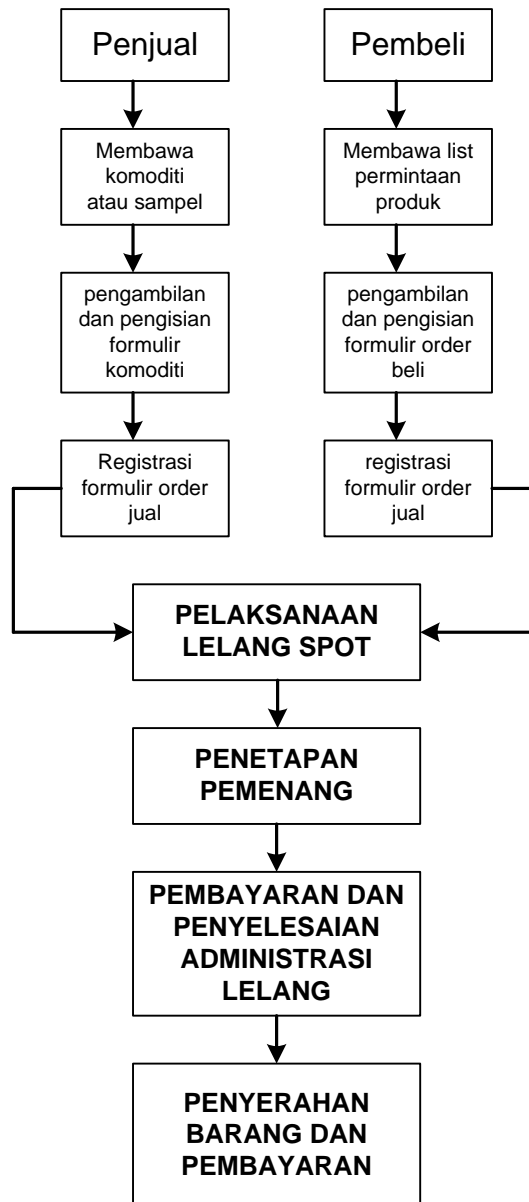 Penjual
Membawa
komoditi
atau sampel
pengambilan
dan pengisian
formulir
komoditi
Registrasi
formulir order
jual
Pembeli
Membawa list
permintaan
produk
pengambilan
dan pengisian
formulir order
beli
registrasi
formulir order
jual
PELAKSANAAN
LELANG SPOT
PENETAPAN
PEMENANG
PEMBAYARAN DAN
PENYELESAIAN
ADMINISTRASI
LELANG
PENYERAHAN
BARANG DAN
PEMBAYARAN